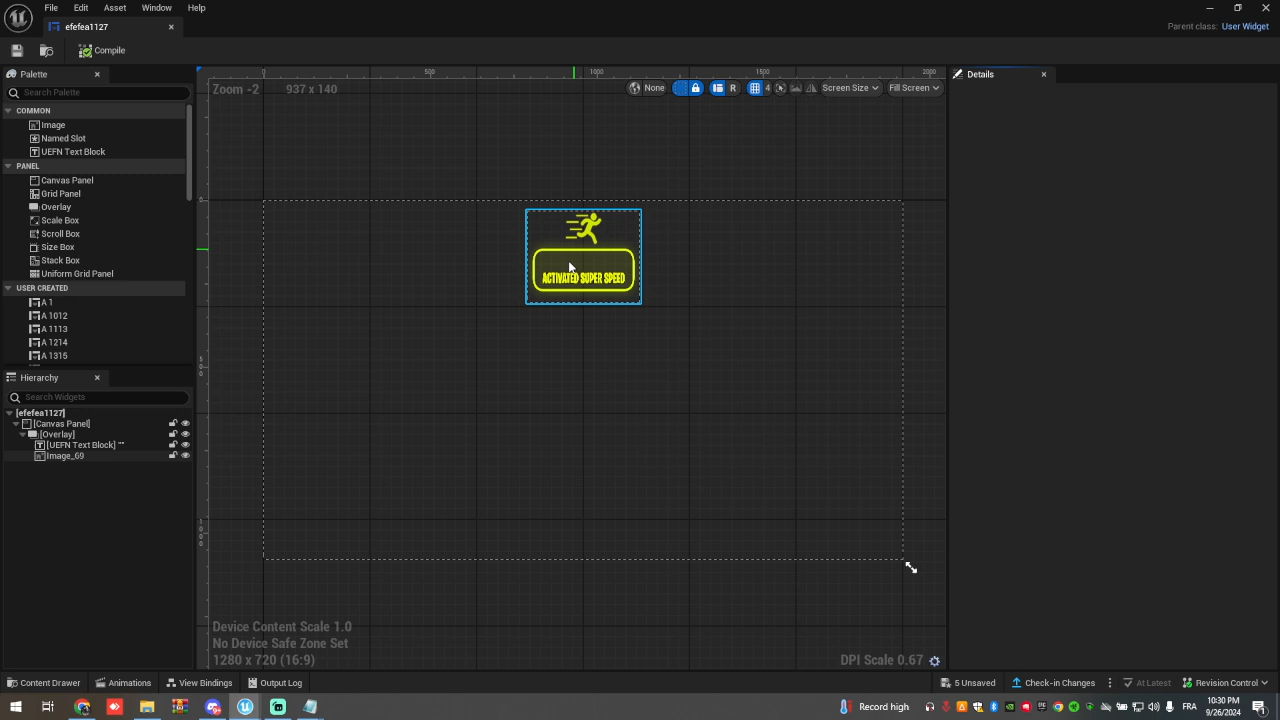 File Edit Asset Window Help
efefea1127
Parent class: User Widget
Compile
Palette
Search Palette
COMMON
Image
Named Slot
UEFN Text Block
PANEL
Canvas Panel
Grid Panel
Overlay
Scale Box
Scroll Box
Size Box
Stack Box
Uniform Grid Panel
USER CREATED
A 1
A 1012
A 1113
A 1214
A 1315
Hierarchy
Search Widgets
[efefea1127]
[Canvas Panel]
[Overlay]
[UEFN Text Block] ""
Image_69
0 500 1000 1500 2000
Zoom -2 937 x 140
None R 4 Screen Size Fill Screen
0
500
1000
ACTIVATED SUPER SPEED
Device Content Scale 1.0
No Device Safe Zone Set
1280 x 720 (16:9)
DPI Scale 0.67
Details
Content Drawer Animations View Bindings Output Log
5 Unsaved Check-in Changes At Latest Revision Control
Record high
FRA
10:30 PM
9/26/2024